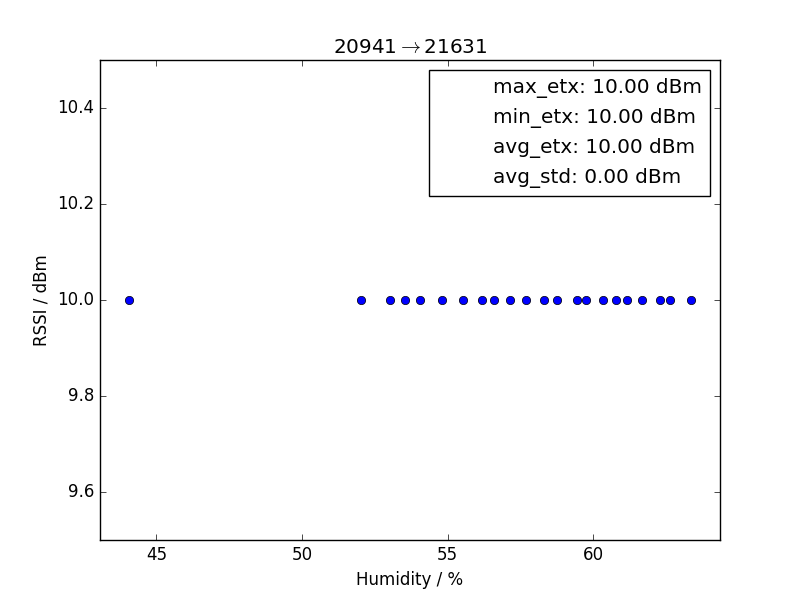 20941→21631
max_etx: 10.00 dBm
min_etx: 10.00 dBm
avg_etx: 10.00 dBm
avg_std: 0.00 dBm
10.4
10.2
10.0
9.8
9.6
RSSI / dBm
45 50 55 60
Humidity / %